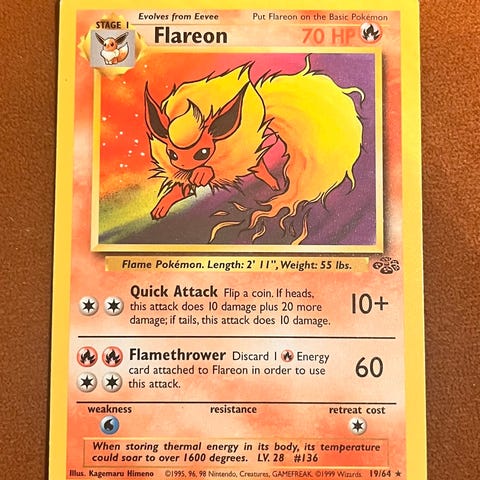 Evolves from Eevee Put Flareon on the Basic Pokémon
STAGE 1
Flareon 70 HP
Flame Pokémon. Length: 2' 11", Weight: 55 lbs.
Quick Attack Flip a coin. If heads,
this attack does 10 damage plus 20 more
damage; if tails, this attack does 10 damage.
10+
Flamethrower Discard 1 Energy
card attached to Flareon in order to use
this attack.
60
weakness resistance retreat cost
When storing thermal energy in its body, its temperature
could soar to over 1600 degrees. LV. 28 #136
Illus. Kagemaru Himeno ©1995, 96, 98 Nintendo, Creatures, GAMEFREAK. ©1999 Wizards. 19/64 ★